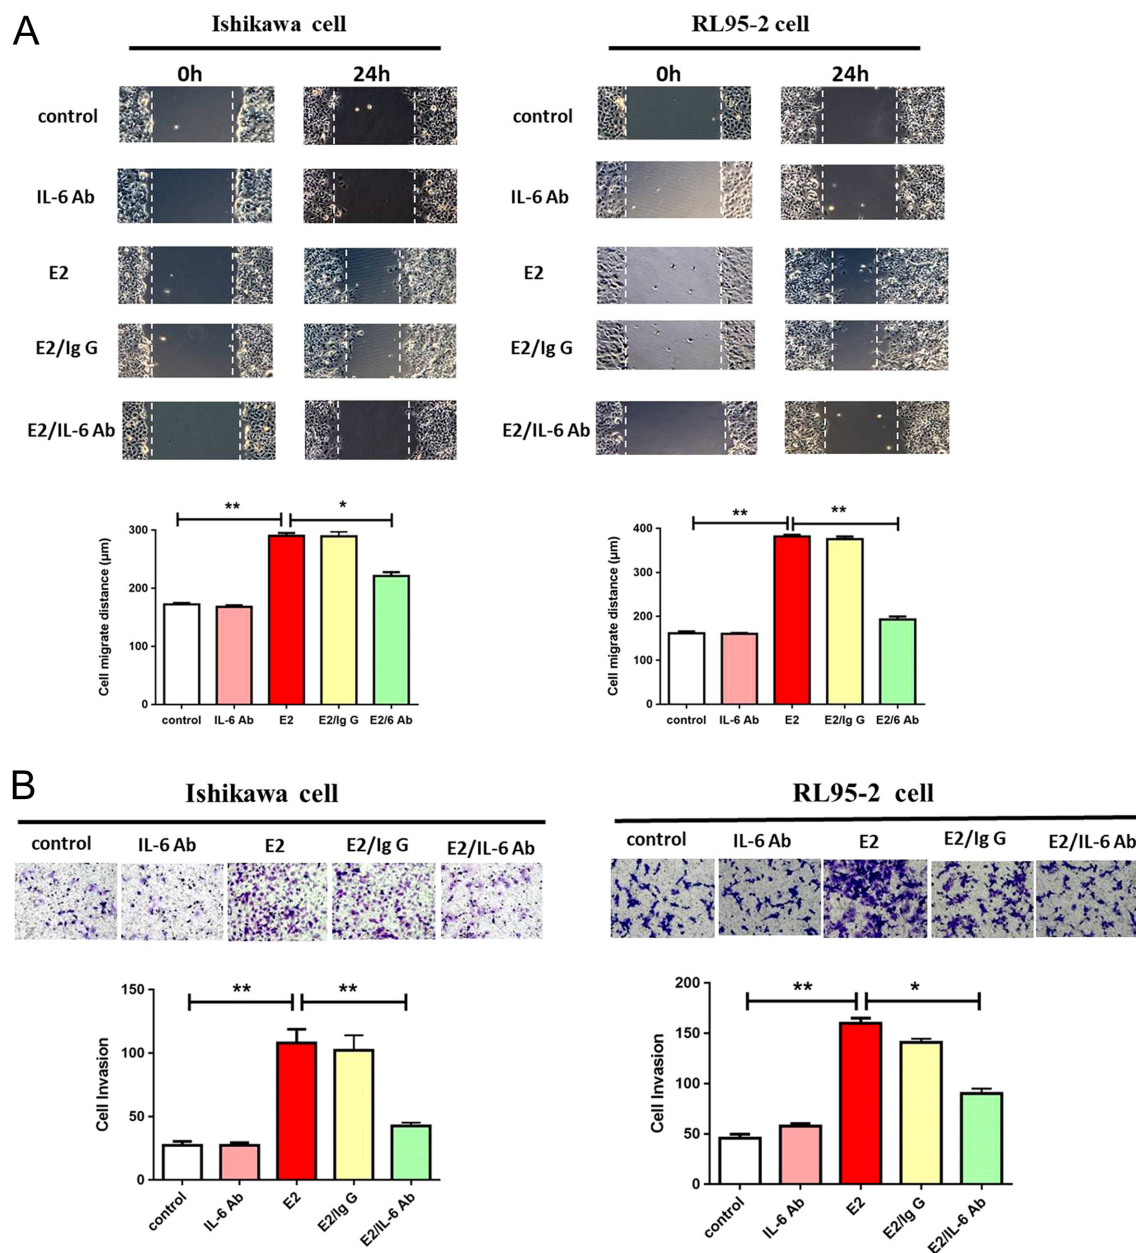 A
Ishikawa cell
0h 24h
control
IL-6 Ab
E2
E2/Ig G
E2/IL-6 Ab
RL95-2 cell
0h 24h
control
IL-6 Ab
E2
E2/Ig G
E2/IL-6 Ab
** *
Cell migrate distance (μm)
300
200
100
0
control IL-6 Ab E2 E2/Ig G E2/6 Ab
** **
Cell migrate distance (μm)
400
300
200
100
0
control IL-6 Ab E2 E2/Ig G E2/6 Ab
B
Ishikawa cell
control IL-6 Ab E2 E2/Ig G E2/IL-6 Ab
RL95-2 cell
control IL-6 Ab E2 E2/Ig G E2/IL-6 Ab
** **
Cell Invasion
150
100
50
0
control IL-6 Ab E2 E2/Ig G E2/IL-6 Ab
** *
Cell Invasion
200
150
100
50
0
control IL-6 Ab E2 E2/Ig G E2/IL-6 Ab